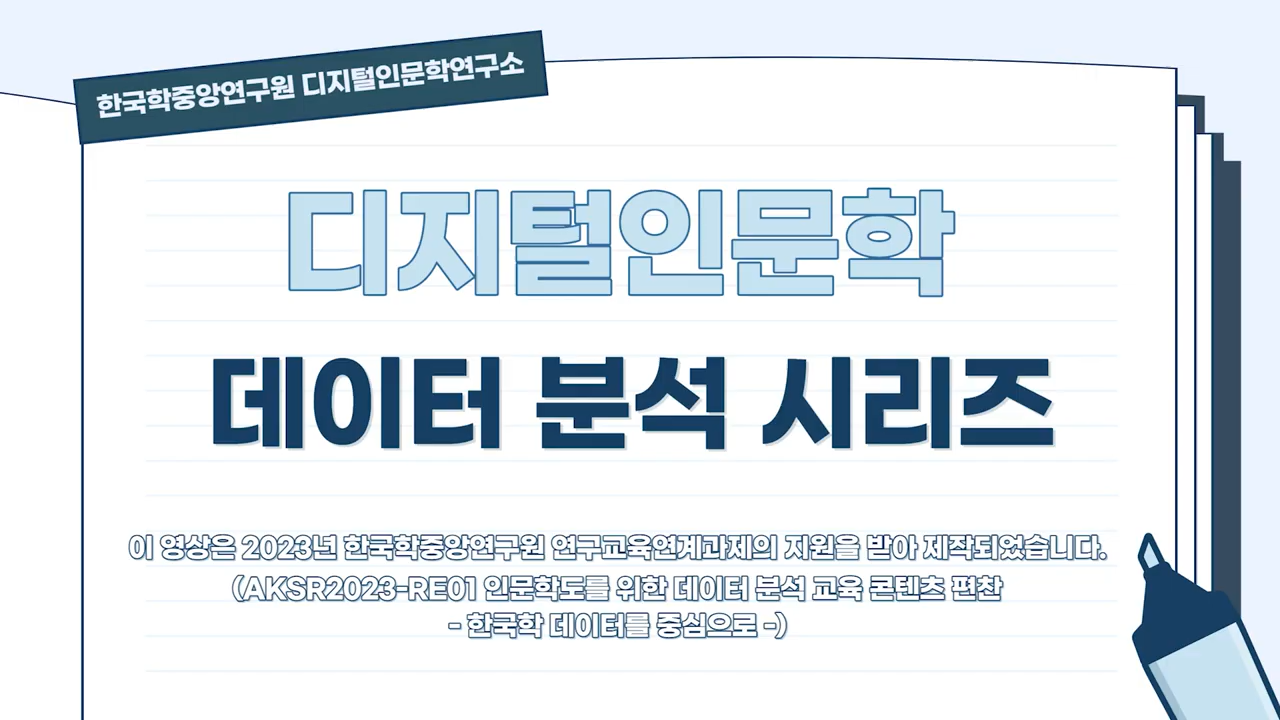 한국학중앙연구원 디지털인문학연구소
디지털인문학
데이터 분석 시리즈
이 영상은 2023년 한국학중앙연구원 연구교육연계과제의 지원을 받아 제작되었습니다.
(AKSR2023-RE01 인문학도를 위한 데이터 분석 교육 콘텐츠 편찬
- 한국학 데이터를 중심으로 -)